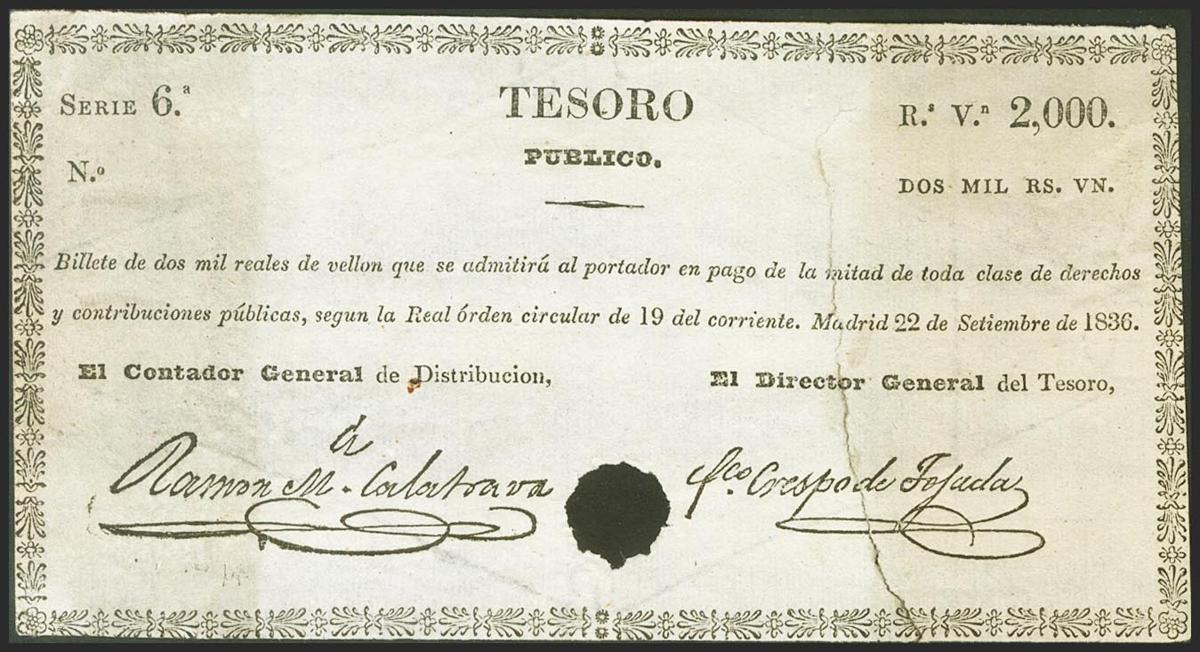 SERIE 6.ª
TESORO
R.ˢ V.ⁿ 2,000.
PUBLICO.
N.º
DOS MIL RS. VN.
Billete de dos mil reales de vellon que se admitirá al portador en pago de la mitad de toda clase de derechos
y contribuciones públicas, segun la Real órden circular de 19 del corriente. Madrid 22 de Setiembre de 1836.
El Contador General de Distribucion,
El Director General del Tesoro,
Ramon M.ª Calatrava
fco. Crespo de Tejada